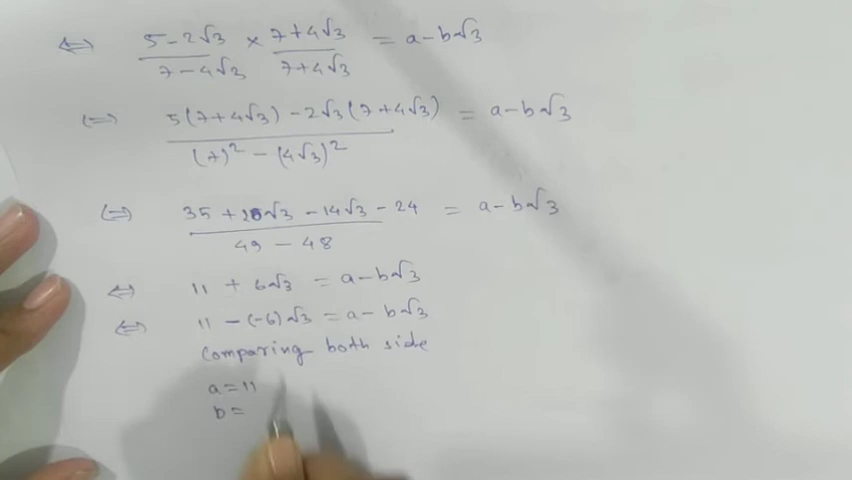 ⇔ 5-2√3/7-4√3 × 7+4√3/7+4√3 = a-b√3
⇔ 5(7+4√3)-2√3(7+4√3)/(7)²-(4√3)² = a-b√3
⇔ 35+20√3-14√3-24/49-48 = a-b√3
⇔ 11+6√3 = a-b√3
⇔ 11-(-6)√3 = a-b√3
Comparing both side
a=11
b=